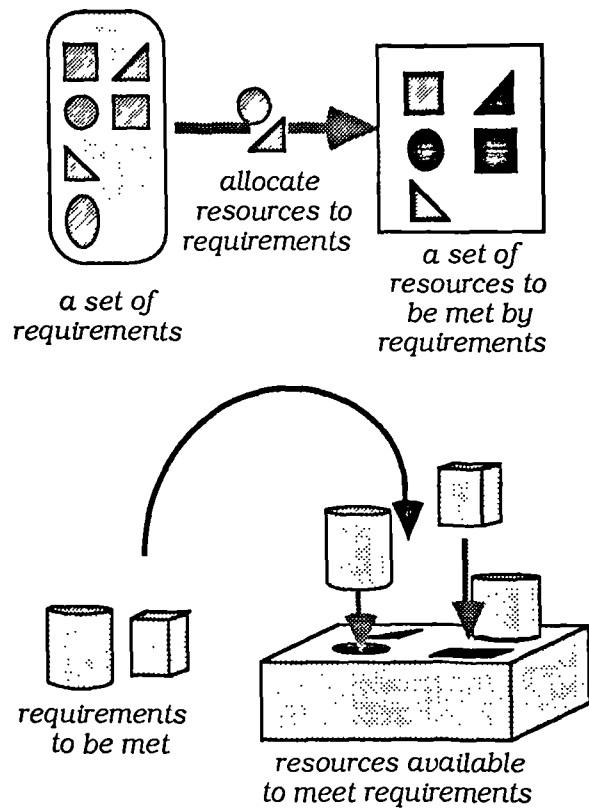 allocate
resources to
requirements
a set of
requirements
a set of
resources to
be met by
requirements
requirements
to be met
resources available
to meet requirements